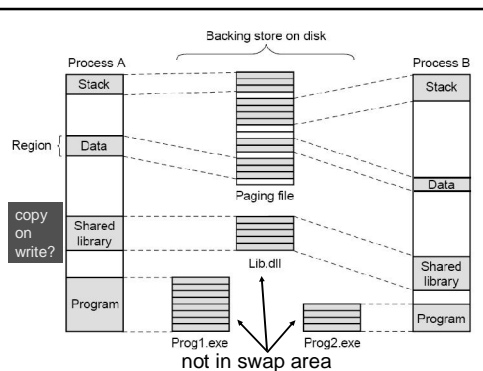 Backing store on disk
Process A
Process B
Stack
Stack
Region
Data
Data
Paging file
copy
on
write?
Shared
library
Lib.dll
Shared
library
Program
Program
Prog1.exe
Prog2.exe
not in swap area